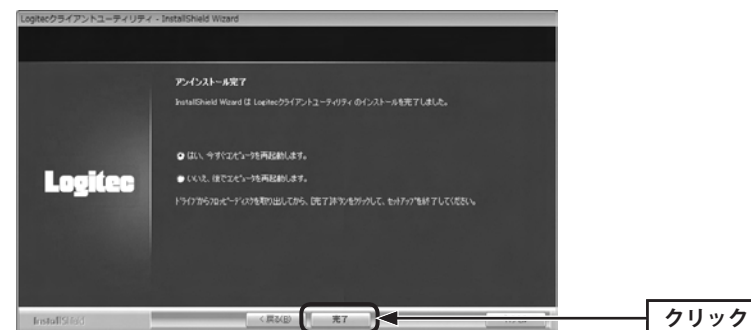 Logitecクライアントユーティリティ - InstallShield Wizard
アンインストール完了
InstallShield Wizard は Logitecクライアントユーティリティ のインストールを完了しました。
はい、今すぐコンピュータを再起動します。
いいえ、後でコンピュータを再起動します。
ドライブからフロッピーディスクを取り出してから、[完了]ボタンをクリックして、セットアップを終了してください。
Logitec
InstallShield
< 戻る(B)
完了
クリック